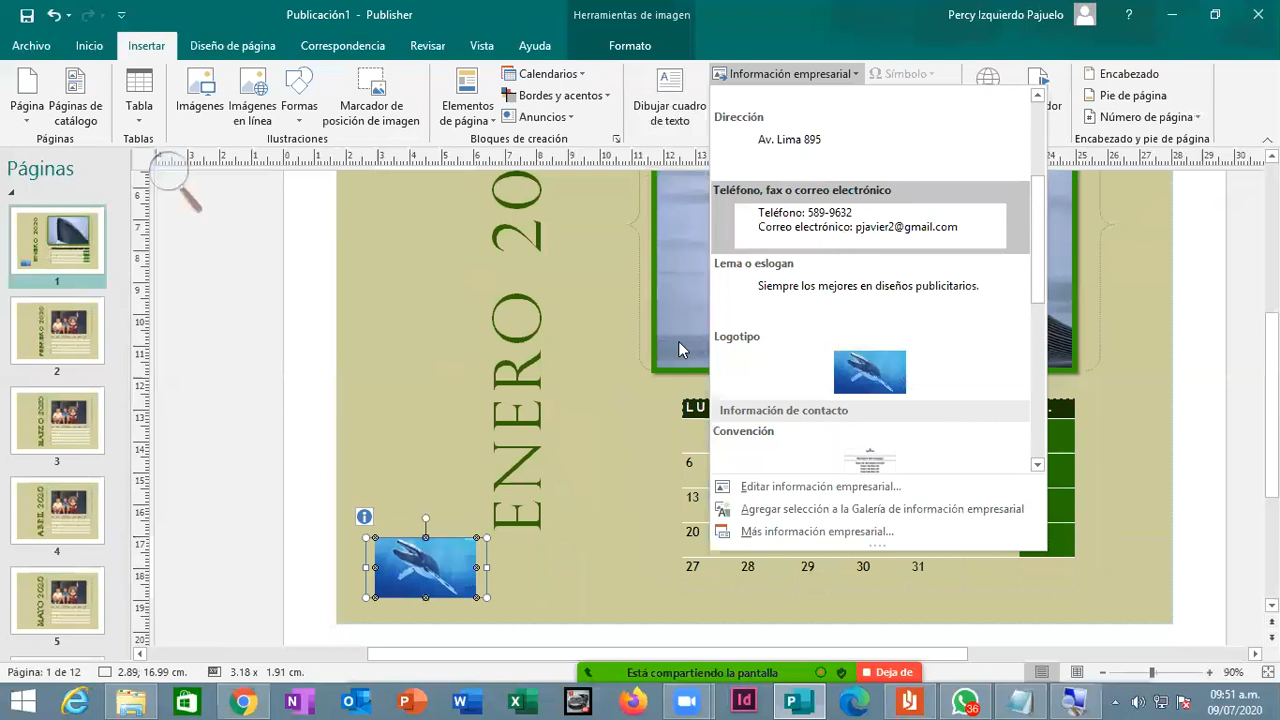 Publicación1 - Publisher
Herramientas de imagen
Percy Izquierdo Pajuelo
?
Archivo
Inicio
Insertar
Diseño de página
Correspondencia
Revisar
Vista
Ayuda
Formato
Página
Páginas de catálogo
Páginas
Tabla
Tablas
Imágenes
Imágenes en línea
Formas
Marcador de posición de imagen
Ilustraciones
Elementos de página
Calendarios
Bordes y acentos
Anuncios
Bloques de creación
Dibujar cuadro de texto
Información empresarial
Símbolo
Encabezado
Pie de página
Número de página
Encabezado y pie de página
Páginas
1
2
3
4
5
ENERO 20
Dirección
Av. Lima 895
Teléfono, fax o correo electrónico
Teléfono: 589-9632
Correo electrónico: pjavier2@gmail.com
Lema o eslogan
Siempre los mejores en diseños publicitarios.
Logotipo
Información de contacto
Convención
Editar información empresarial...
Agregar selección a la Galería de información empresarial
Más información empresarial...
LU
6
13
20
27 28 29 30 31
Página: 1 de 12
2.89; 16.99 cm.
3.18 x 1.91 cm.
Está compartiendo la pantalla
Deja de
90%
09:51 a.m.
09/07/2020
36